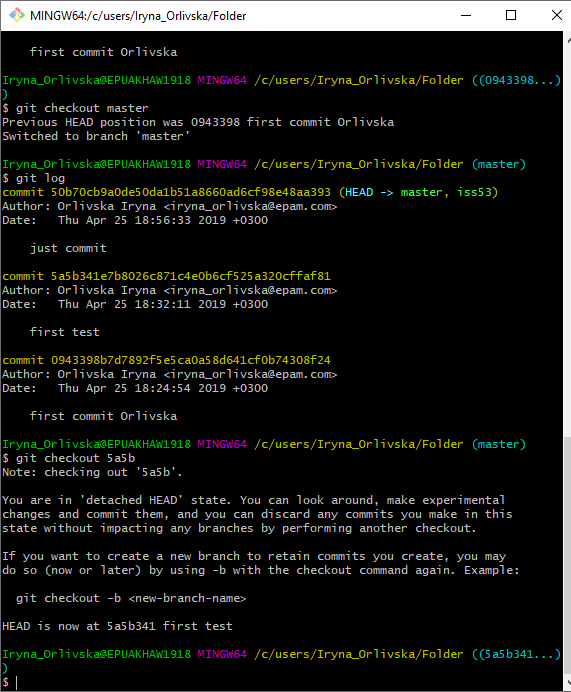 MINGW64:/c/users/Iryna_Orlivska/Folder
first commit Orlivska
Iryna_Orlivska@EPUAKHAW1918 MINGW64 /c/users/Iryna_Orlivska/Folder ((0943398...)
)
$ git checkout master
Previous HEAD position was 0943398 first commit Orlivska
Switched to branch 'master'
Iryna_Orlivska@EPUAKHAW1918 MINGW64 /c/users/Iryna_Orlivska/Folder (master)
$ git log
commit 50b70cb9a0de50da1b51a8660ad6cf98e48aa393 (HEAD -> master, iss53)
Author: Orlivska Iryna <iryna_orlivska@epam.com>
Date:   Thu Apr 25 18:56:33 2019 +0300
just commit
commit 5a5b341e7b8026c871c4e0b6cf525a320cffaf81
Author: Orlivska Iryna <iryna_orlivska@epam.com>
Date:   Thu Apr 25 18:32:11 2019 +0300
first test
commit 0943398b7d7892f5e5ca0a58d641cf0b74308f24
Author: Orlivska Iryna <iryna_orlivska@epam.com>
Date:   Thu Apr 25 18:24:54 2019 +0300
first commit Orlivska
Iryna_Orlivska@EPUAKHAW1918 MINGW64 /c/users/Iryna_Orlivska/Folder (master)
$ git checkout 5a5b
Note: checking out '5a5b'.
You are in 'detached HEAD' state. You can look around, make experimental
changes and commit them, and you can discard any commits you make in this
state without impacting any branches by performing another checkout.
If you want to create a new branch to retain commits you create, you may
do so (now or later) by using -b with the checkout command again. Example:
git checkout -b <new-branch-name>
HEAD is now at 5a5b341 first test
Iryna_Orlivska@EPUAKHAW1918 MINGW64 /c/users/Iryna_Orlivska/Folder ((5a5b341...)
)
$